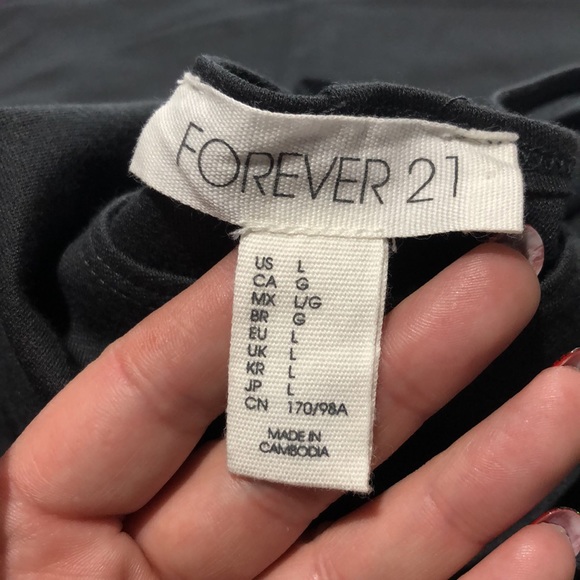 FOREVER 21
US L
CA G
MX L/G
BR G
EU L
UK L
KR L
JP L
CN 170/98A
MADE IN
CAMBODIA